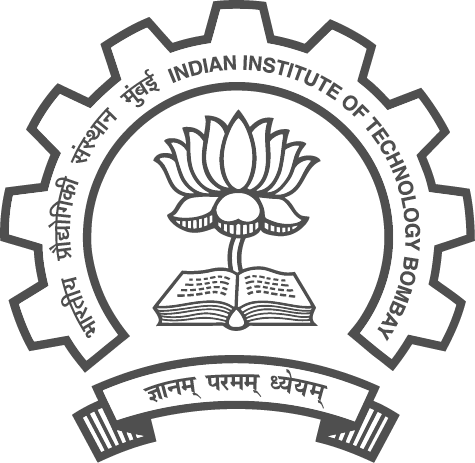 भारतीय प्रौद्योगिकी संस्थान मुंबई
INDIAN INSTITUTE OF TECHNOLOGY BOMBAY
ज्ञानम् परमम् ध्येयम्